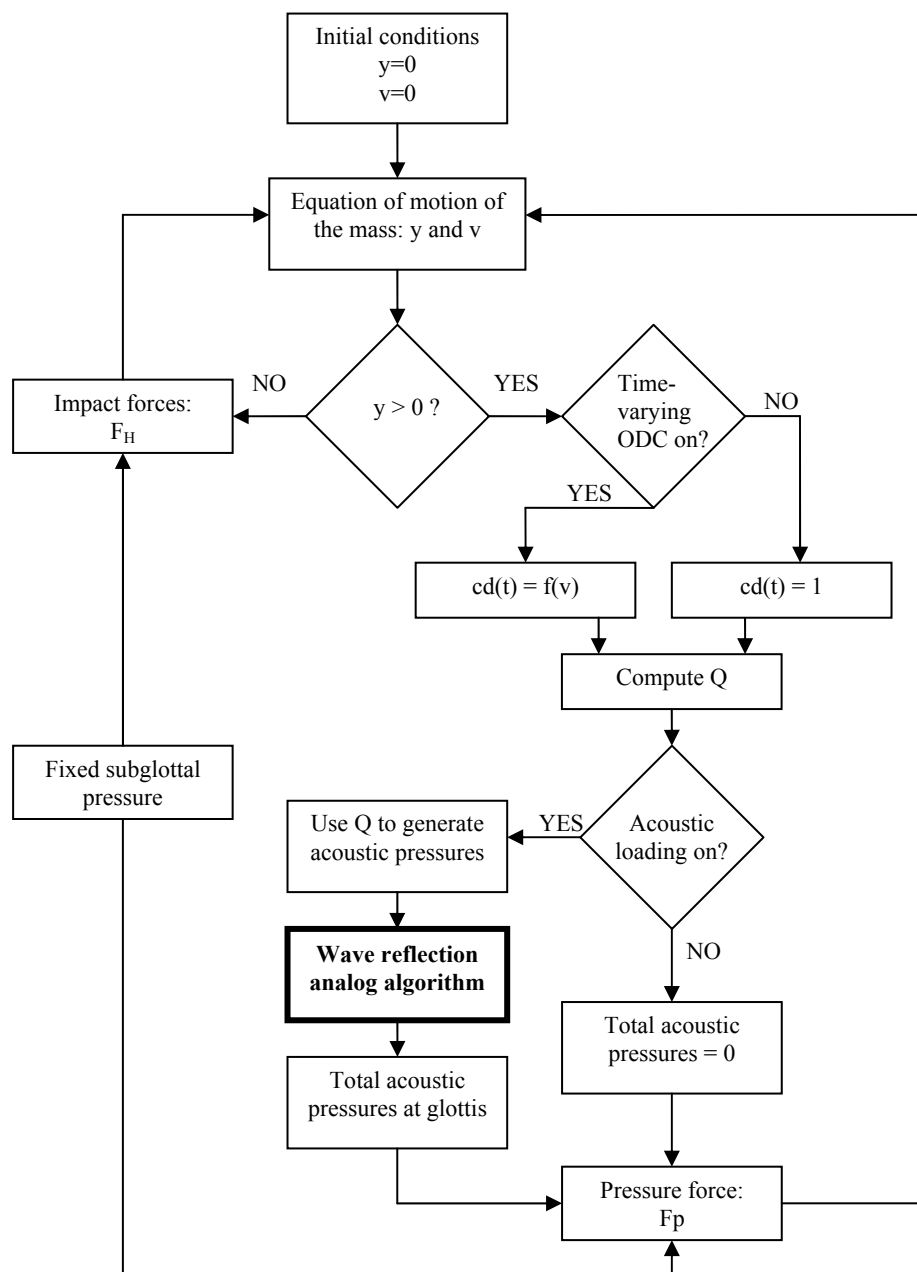 Initial conditions
y=0
v=0
Equation of motion of
the mass: y and v
NO
YES
y > 0 ?
Time-
varying
ODC on?
NO
Impact forces:
F_H
YES
cd(t) = f(v)
cd(t) = 1
Compute Q
Fixed subglottal
pressure
Use Q to generate
acoustic pressures
YES
Acoustic
loading on?
Wave reflection
analog algorithm
NO
Total acoustic
pressures = 0
Total acoustic
pressures at glottis
Pressure force:
Fp